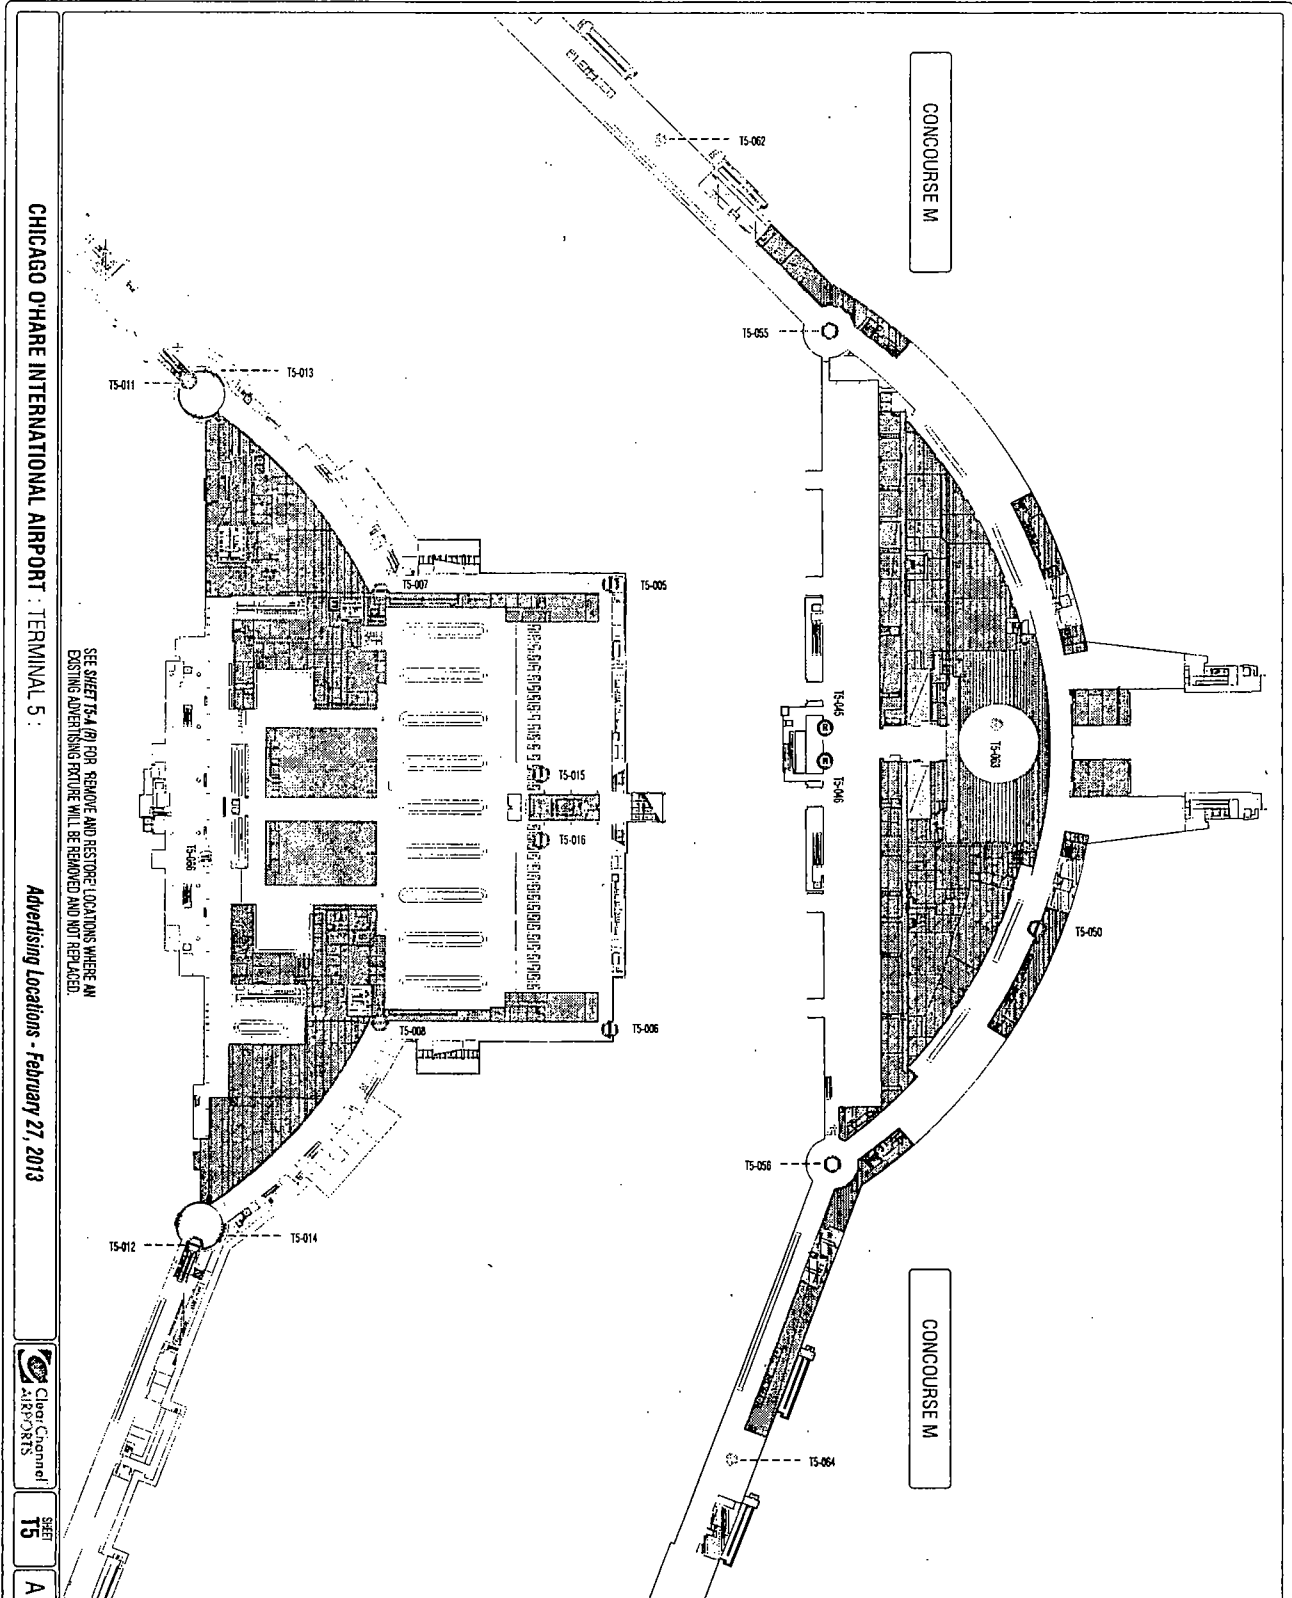 CONCOURSE M
T5-062
T5-055
T5-013
T5-011
T5-007
T5-005
T5-045
T5-046
T5-063
T5-015
T5-016
T5-050
T5-008
T5-006
T5-056
T5-014
T5-012
CONCOURSE M
T5-064
SEE SHEET T5-A (R) FOR 'REMOVE AND RESTORE' LOCATIONS WHERE AN
EXISTING ADVERTISING FIXTURE WILL BE REMOVED AND NOT REPLACED.
CHICAGO O'HARE INTERNATIONAL AIRPORT : TERMINAL 5 :
Advertising Locations - February 27, 2013
Clear Channel
AIRPORTS
SHEET
T5
A